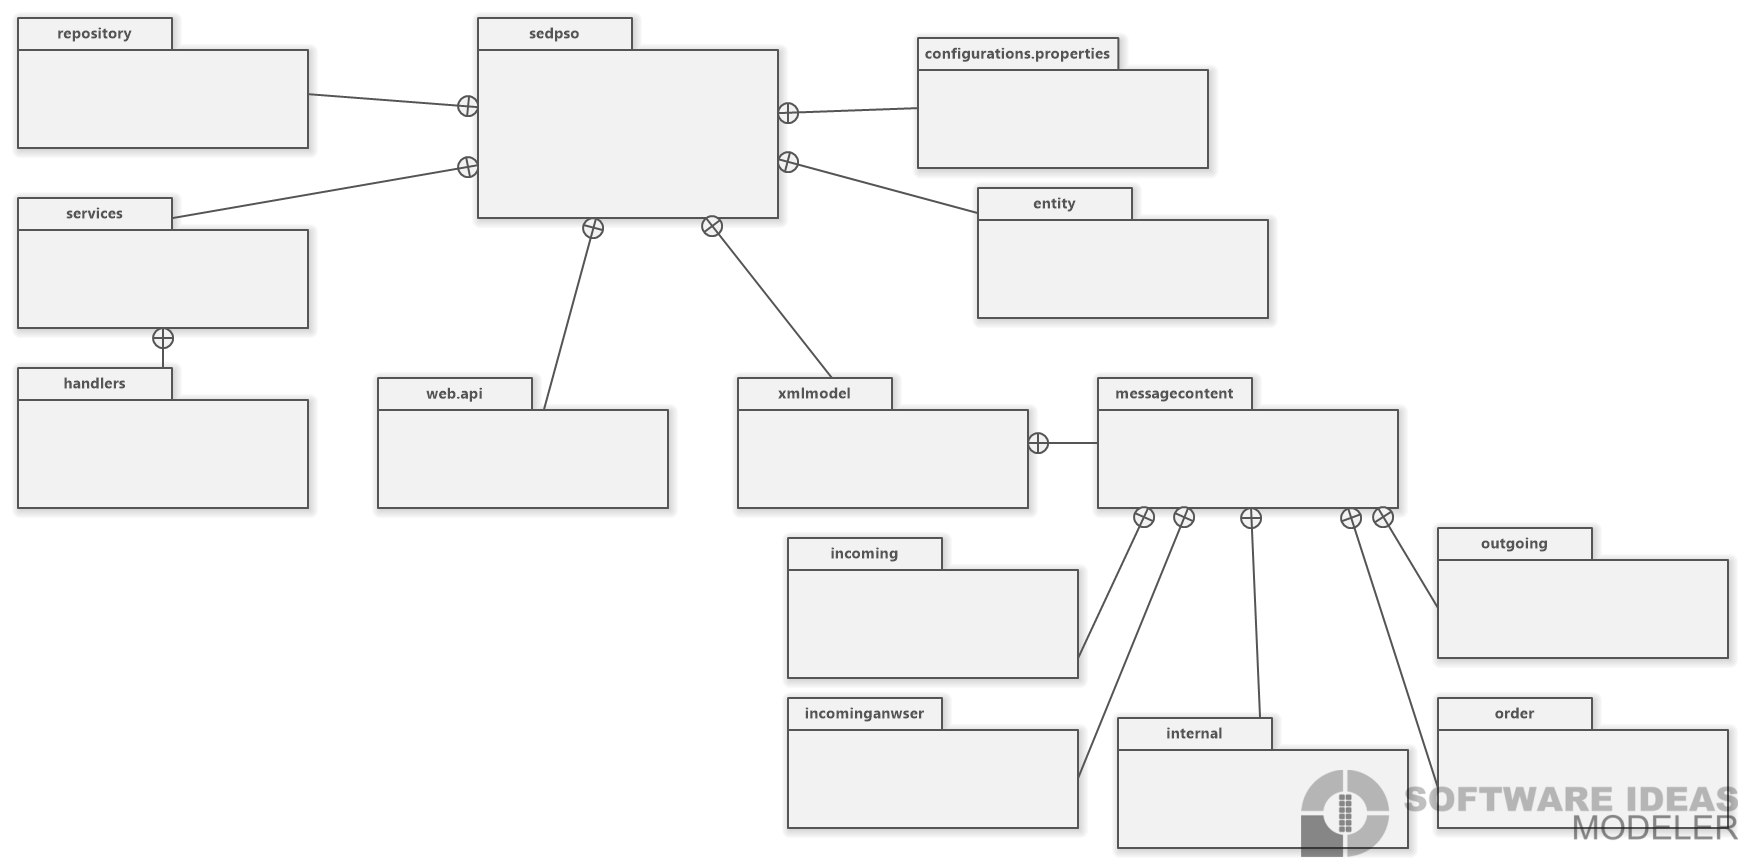 repository
sedpso
configurations.properties
services
entity
handlers
web.api
xmlmodel
messagecontent
incoming
outgoing
incominganwser
internal
order
SOFTWARE IDEAS
MODELER